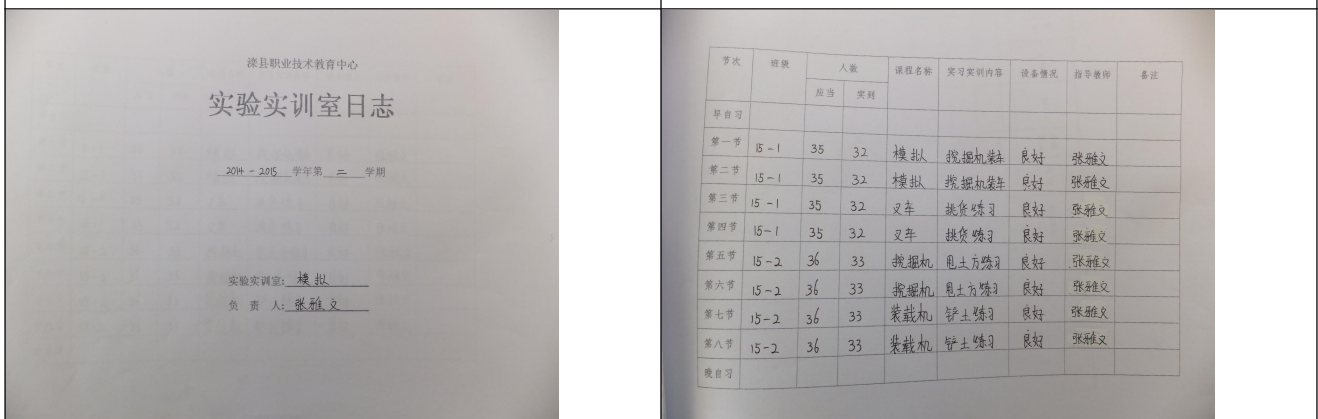 滦县职业技术教育中心
实验实训室日志
2014-2015 学年第 二 学期
实验实训室: 模拟
负 责 人: 张雅文
节次 班级 人数 课程名称 实习实训内容 设备情况 指导教师 备注
应当 实到
早自习
第一节 15-1 35 32 模拟 挖掘机装车 良好 张雅文
第二节 15-1 35 32 模拟 挖掘机装车 良好 张雅文
第三节 15-1 35 32 叉车 挑货练习 良好 张雅文
第四节 15-1 35 32 叉车 挑货练习 良好 张雅文
第五节 15-2 36 33 挖掘机 甩土方练习 良好 张雅文
第六节 15-2 36 33 挖掘机 甩土方练习 良好 张雅文
第七节 15-2 36 33 装载机 铲土练习 良好 张雅文
第八节 15-2 36 33 装载机 铲土练习 良好 张雅文
晚自习